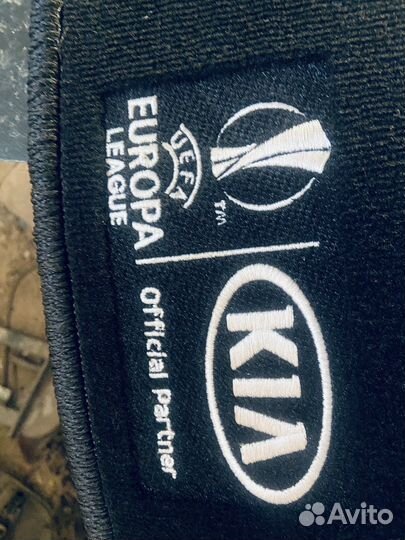 UEFA
EUROPA
LEAGUE
TM
KIA
Official Partner
Avito